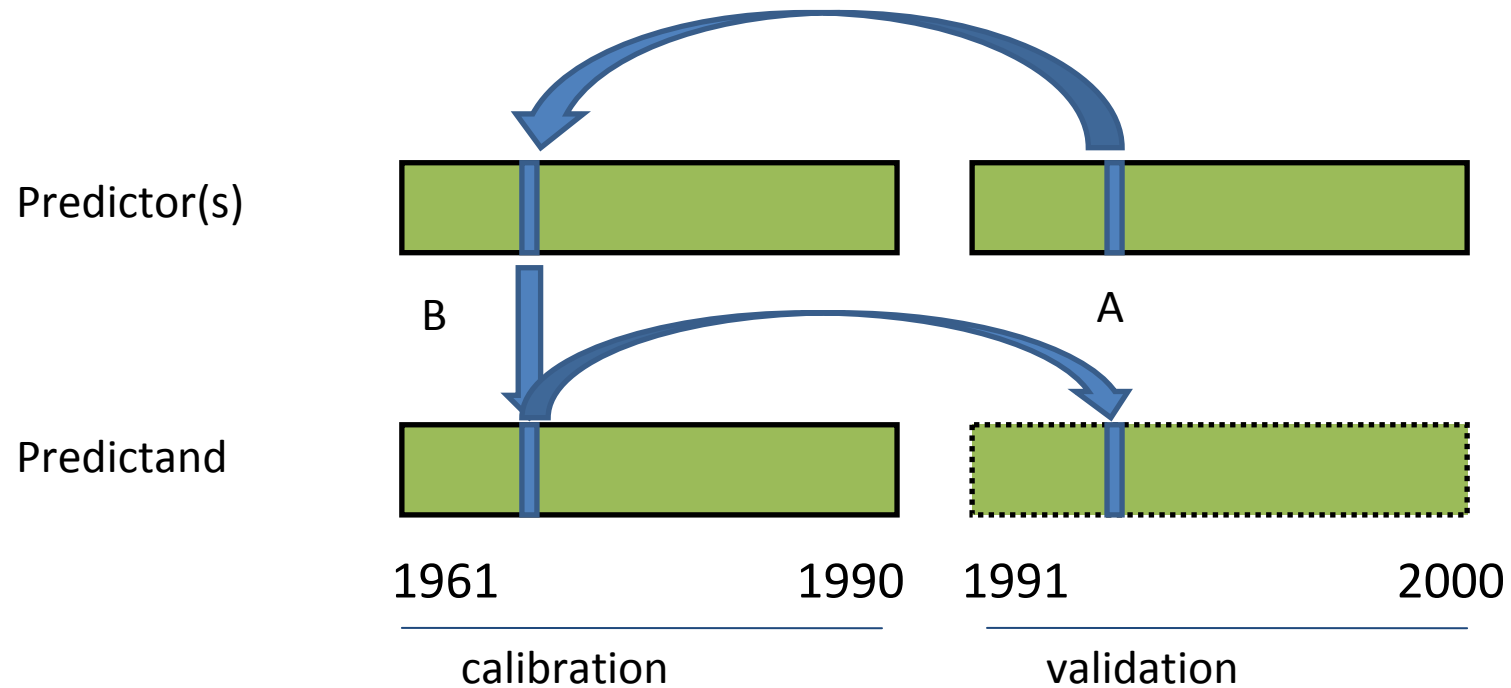 Predictor(s)
B
A
Predictand
1961 1990 1991 2000
calibration validation